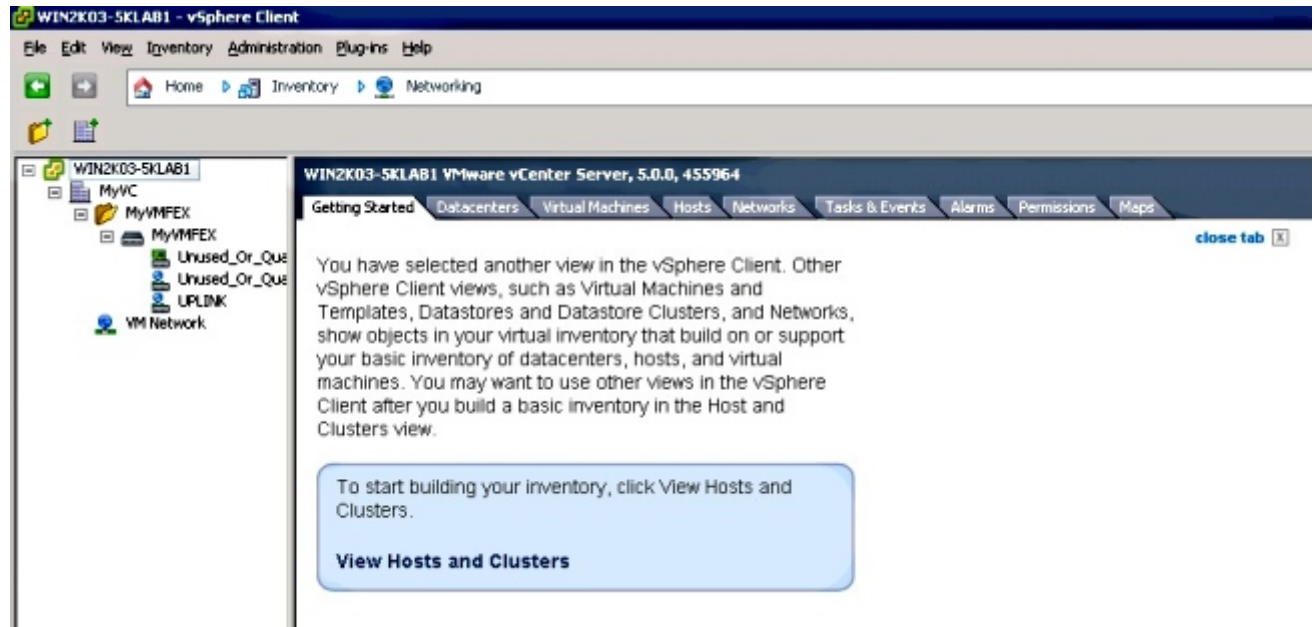 WIN2K03-5KLAB1 - vSphere Client
File Edit View Inventory Administration Plug-ins Help
Home Inventory Networking
WIN2K03-5KLAB1
MyVC
MyVMFEX
MyVMFEX
Unused_Or_Qua
Unused_Or_Qua
UPLINK
VM Network
WIN2K03-5KLAB1 VMware vCenter Server, 5.0.0, 455964
Getting Started Datacenters Virtual Machines Hosts Networks Tasks & Events Alarms Permissions Maps
close tab X
You have selected another view in the vSphere Client. Other
vSphere Client views, such as Virtual Machines and
Templates, Datastores and Datastore Clusters, and Networks,
show objects in your virtual inventory that build on or support
your basic inventory of datacenters, hosts, and virtual
machines. You may want to use other views in the vSphere
Client after you build a basic inventory in the Host and
Clusters view.
To start building your inventory, click View Hosts and
Clusters.
View Hosts and Clusters